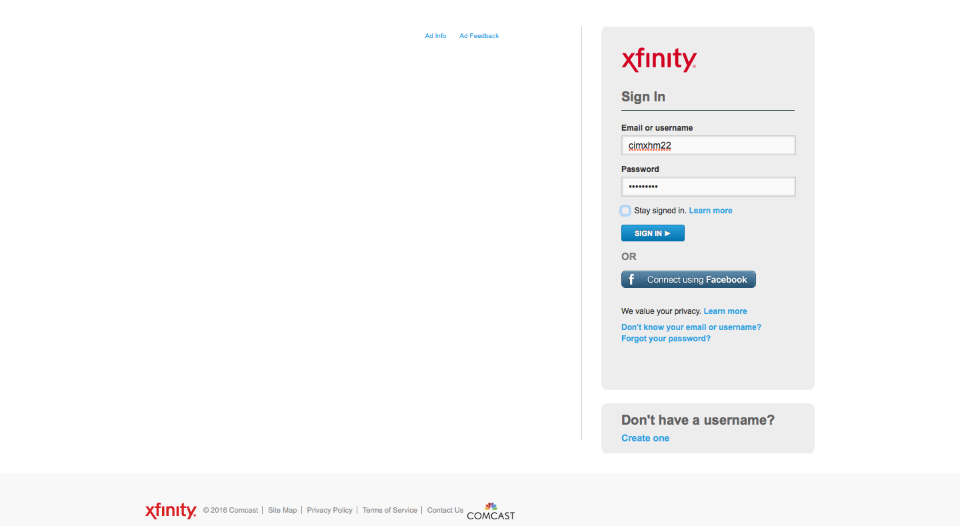 Ad Info Ad Feedback
xfinity
Sign In
Email or username
cimxhm22
Password
•••••••••
Stay signed in. Learn more
SIGN IN ▶
OR
f Connect using Facebook
We value your privacy. Learn more
Don't know your email or username?
Forgot your password?
Don't have a username?
Create one
xfinity © 2016 Comcast | Site Map | Privacy Policy | Terms of Service | Contact Us COMCAST